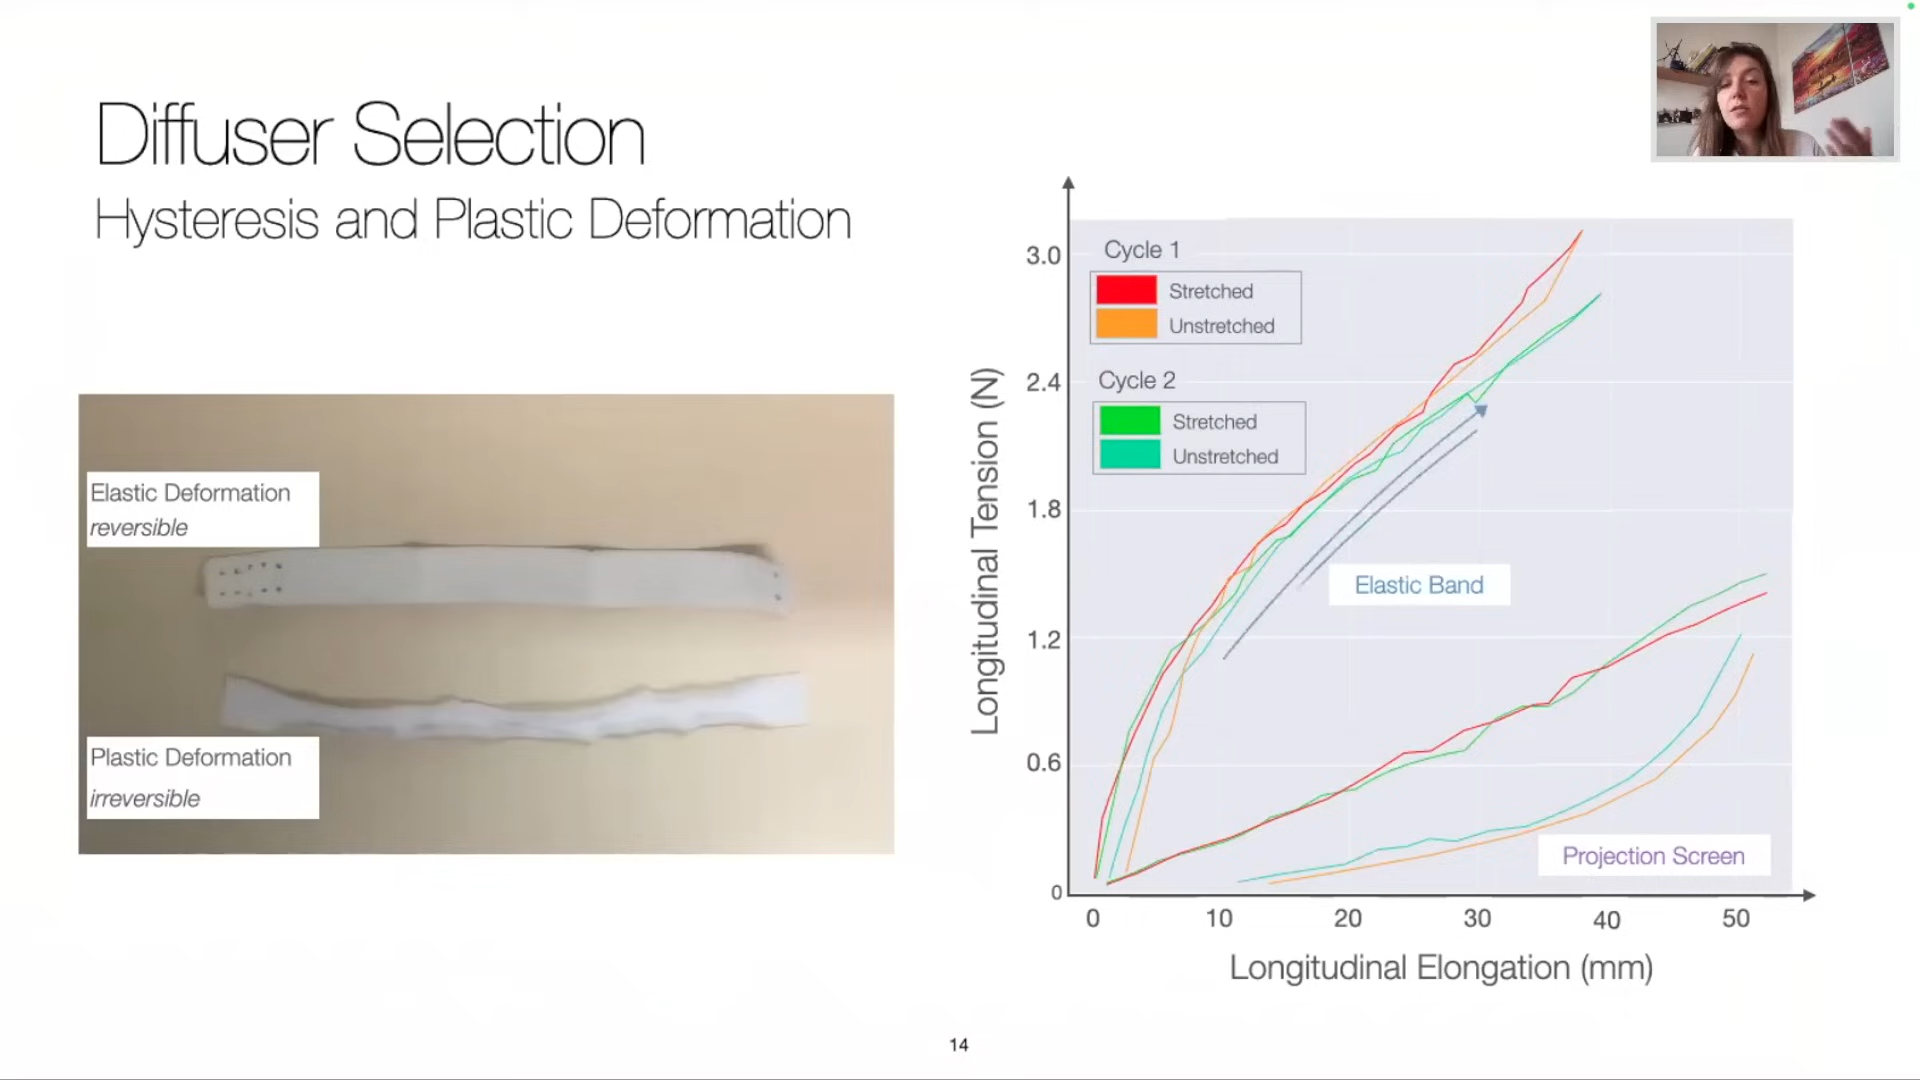 Diffuser Selection
Hysteresis and Plastic Deformation
Elastic Deformation
reversible
Plastic Deformation
irreversible
Longitudinal Tension (N)
3.0
2.4
1.8
1.2
0.6
0
Cycle 1
Stretched
Unstretched
Cycle 2
Stretched
Unstretched
Elastic Band
Projection Screen
0 10 20 30 40 50
Longitudinal Elongation (mm)
14